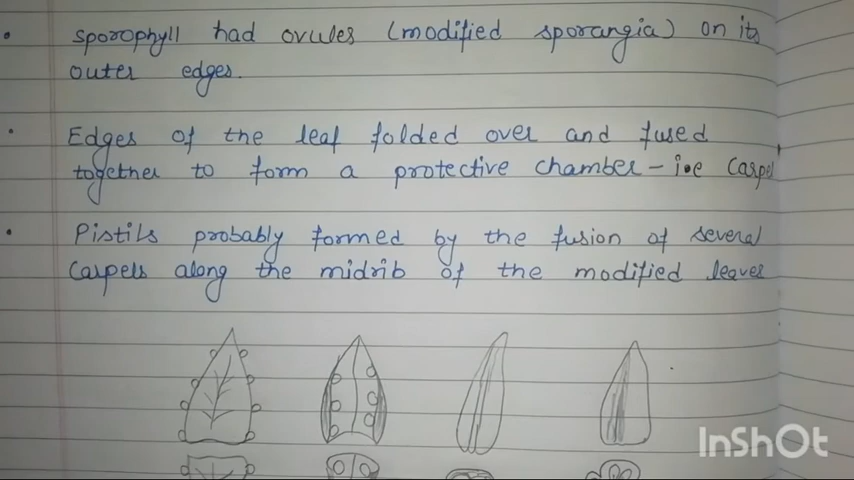 • Sporophyll had ovules (modified sporangia) on its
outer edges.
• Edges of the leaf folded over and fused
together to form a protective chamber - i.e Carpel
• Pistils probably formed by the fusion of several
Carpels along the midrib of the modified leaves
InShOt